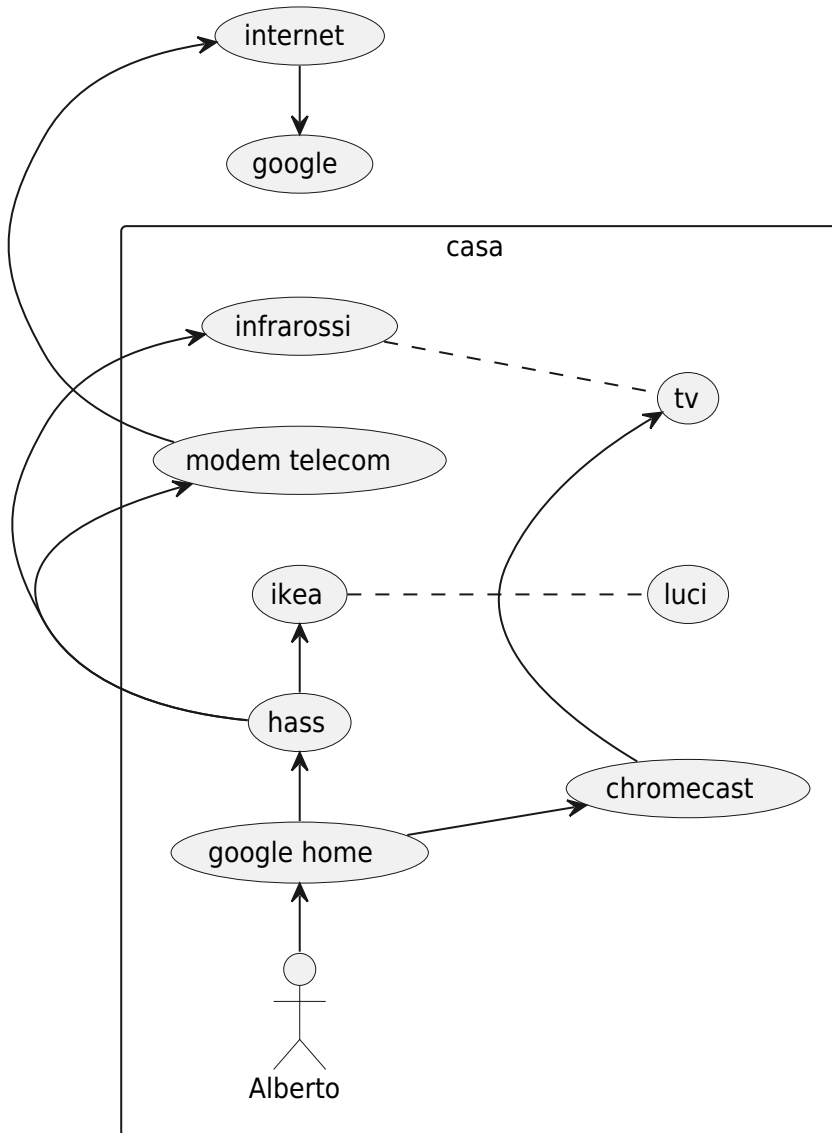 internet
google
casa
infrarossi
tv
modem telecom
ikea
luci
hass
chromecast
google home
Alberto